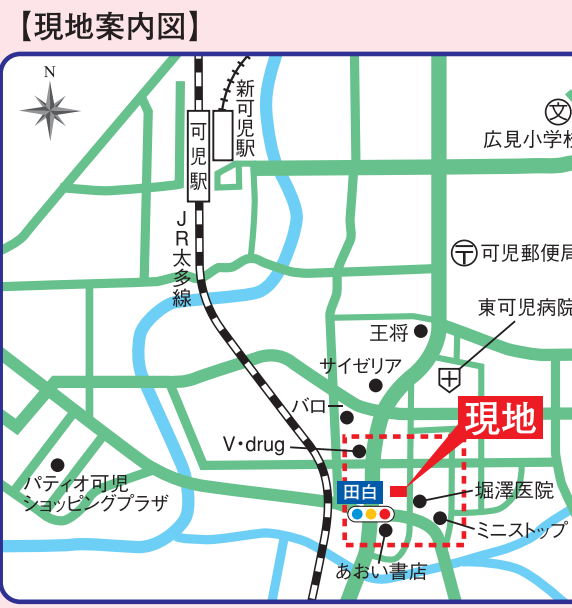 【現地案内図】
N
新可児駅
可児駅
文
広見小学校
JR太多線
〒
可児郵便局
東可児病院
王将
サイゼリア
バロー
現地
V・drug
田白
堀澤医院
パティオ可児
ショッピングプラザ
ミニストップ
あおい書店